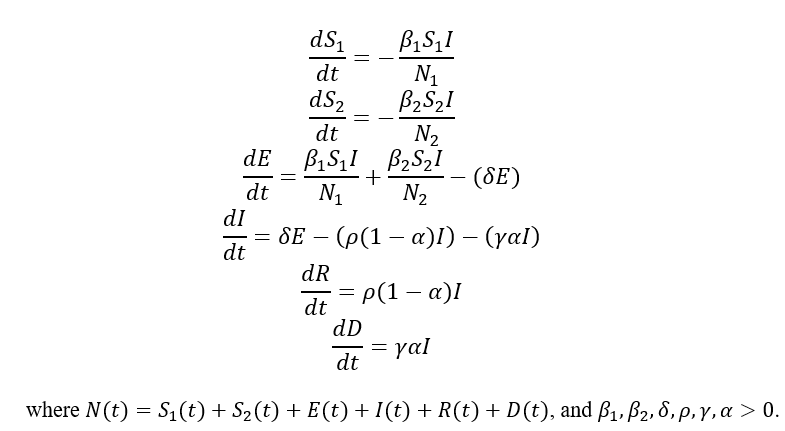 dS₁/dt = − β₁S₁I/N₁
dS₂/dt = − β₂S₂I/N₂
dE/dt = β₁S₁I/N₁ + β₂S₂I/N₂ − (δE)
dI/dt = δE − (ρ(1 − α)I) − (γαI)
dR/dt = ρ(1 − α)I
dD/dt = γαI
where N(t) = S₁(t) + S₂(t) + E(t) + I(t) + R(t) + D(t), and β₁, β₂, δ, ρ, γ, α > 0.